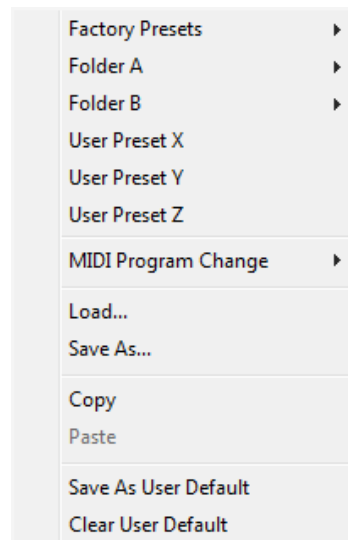 Factory Presets
Folder A
Folder B
User Preset X
User Preset Y
User Preset Z
MIDI Program Change
Load...
Save As...
Copy
Paste
Save As User Default
Clear User Default